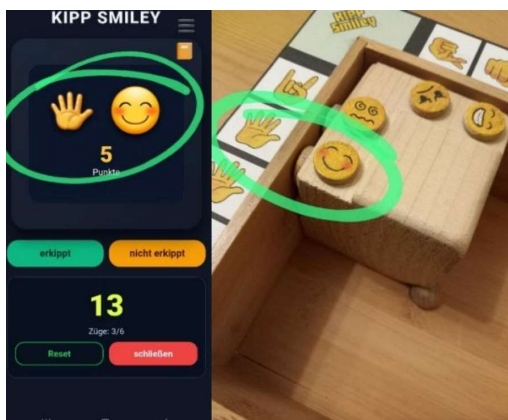 KIPP SMILEY
5
Punkte
erkippt
nicht erkippt
13
Züge: 3/6
Reset
schließen
KIPP
SMILEY